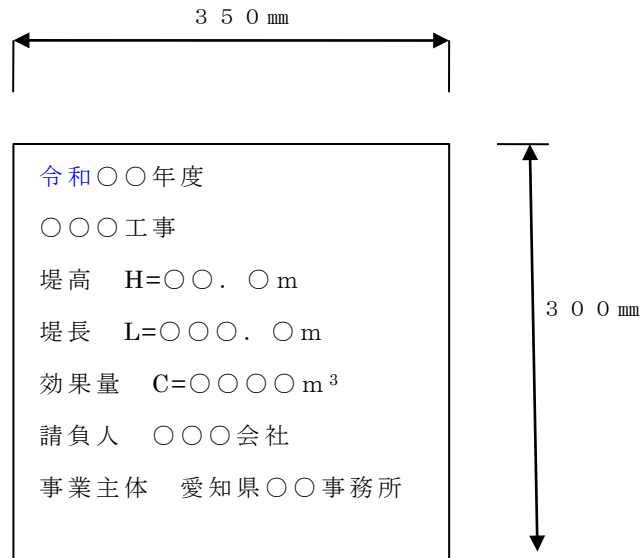 ３５０㎜
令和○○年度
○○○工事
堤高　H=○○．○ｍ
堤長　L=○○○．○ｍ
３００㎜
効果量　C=○○○○ｍ³
請負人　○○○会社
事業主体　愛知県○○事務所